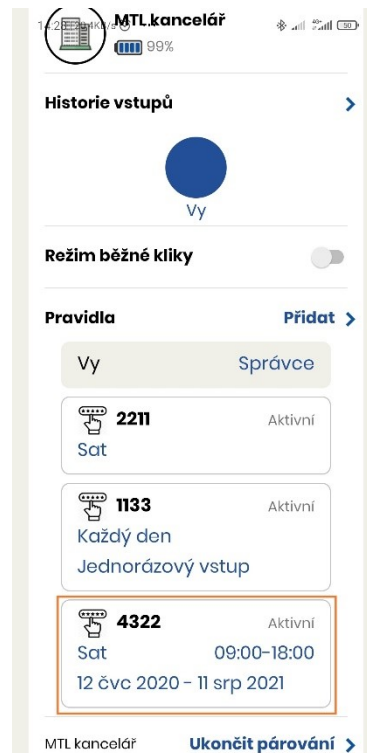 MTL.kancelář
99%
Historie vstupů
Vy
Režim běžné kliky
Pravidla Přidat
Vy Správce
2211 Aktivní
Sat
1133 Aktivní
Každý den
Jednorázový vstup
4322 Aktivní
Sat 09:00-18:00
12 čvc 2020 - 11 srp 2021
MTL kancelář Ukončit párování